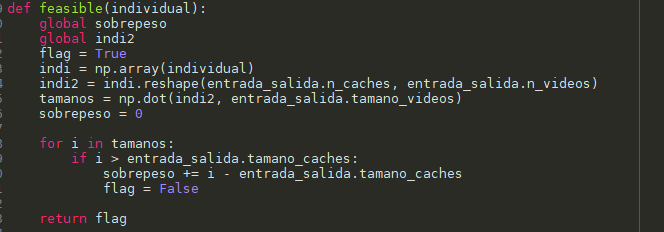 def feasible(individual):
    global sobrepeso
    global indi2
    flag = True
    indi = np.array(individual)
    indi2 = indi.reshape(entrada_salida.n_caches, entrada_salida.n_videos)
    tamanos = np.dot(indi2, entrada_salida.tamano_videos)
    sobrepeso = 0

    for i in tamanos:
        if i > entrada_salida.tamano_caches:
            sobrepeso += i - entrada_salida.tamano_caches
            flag = False

    return flag